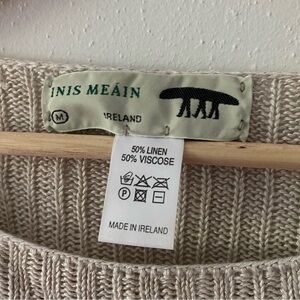 INIS MEÁIN
M
IRELAND
50% LINEN
50% VISCOSE
P
MADE IN IRELAND